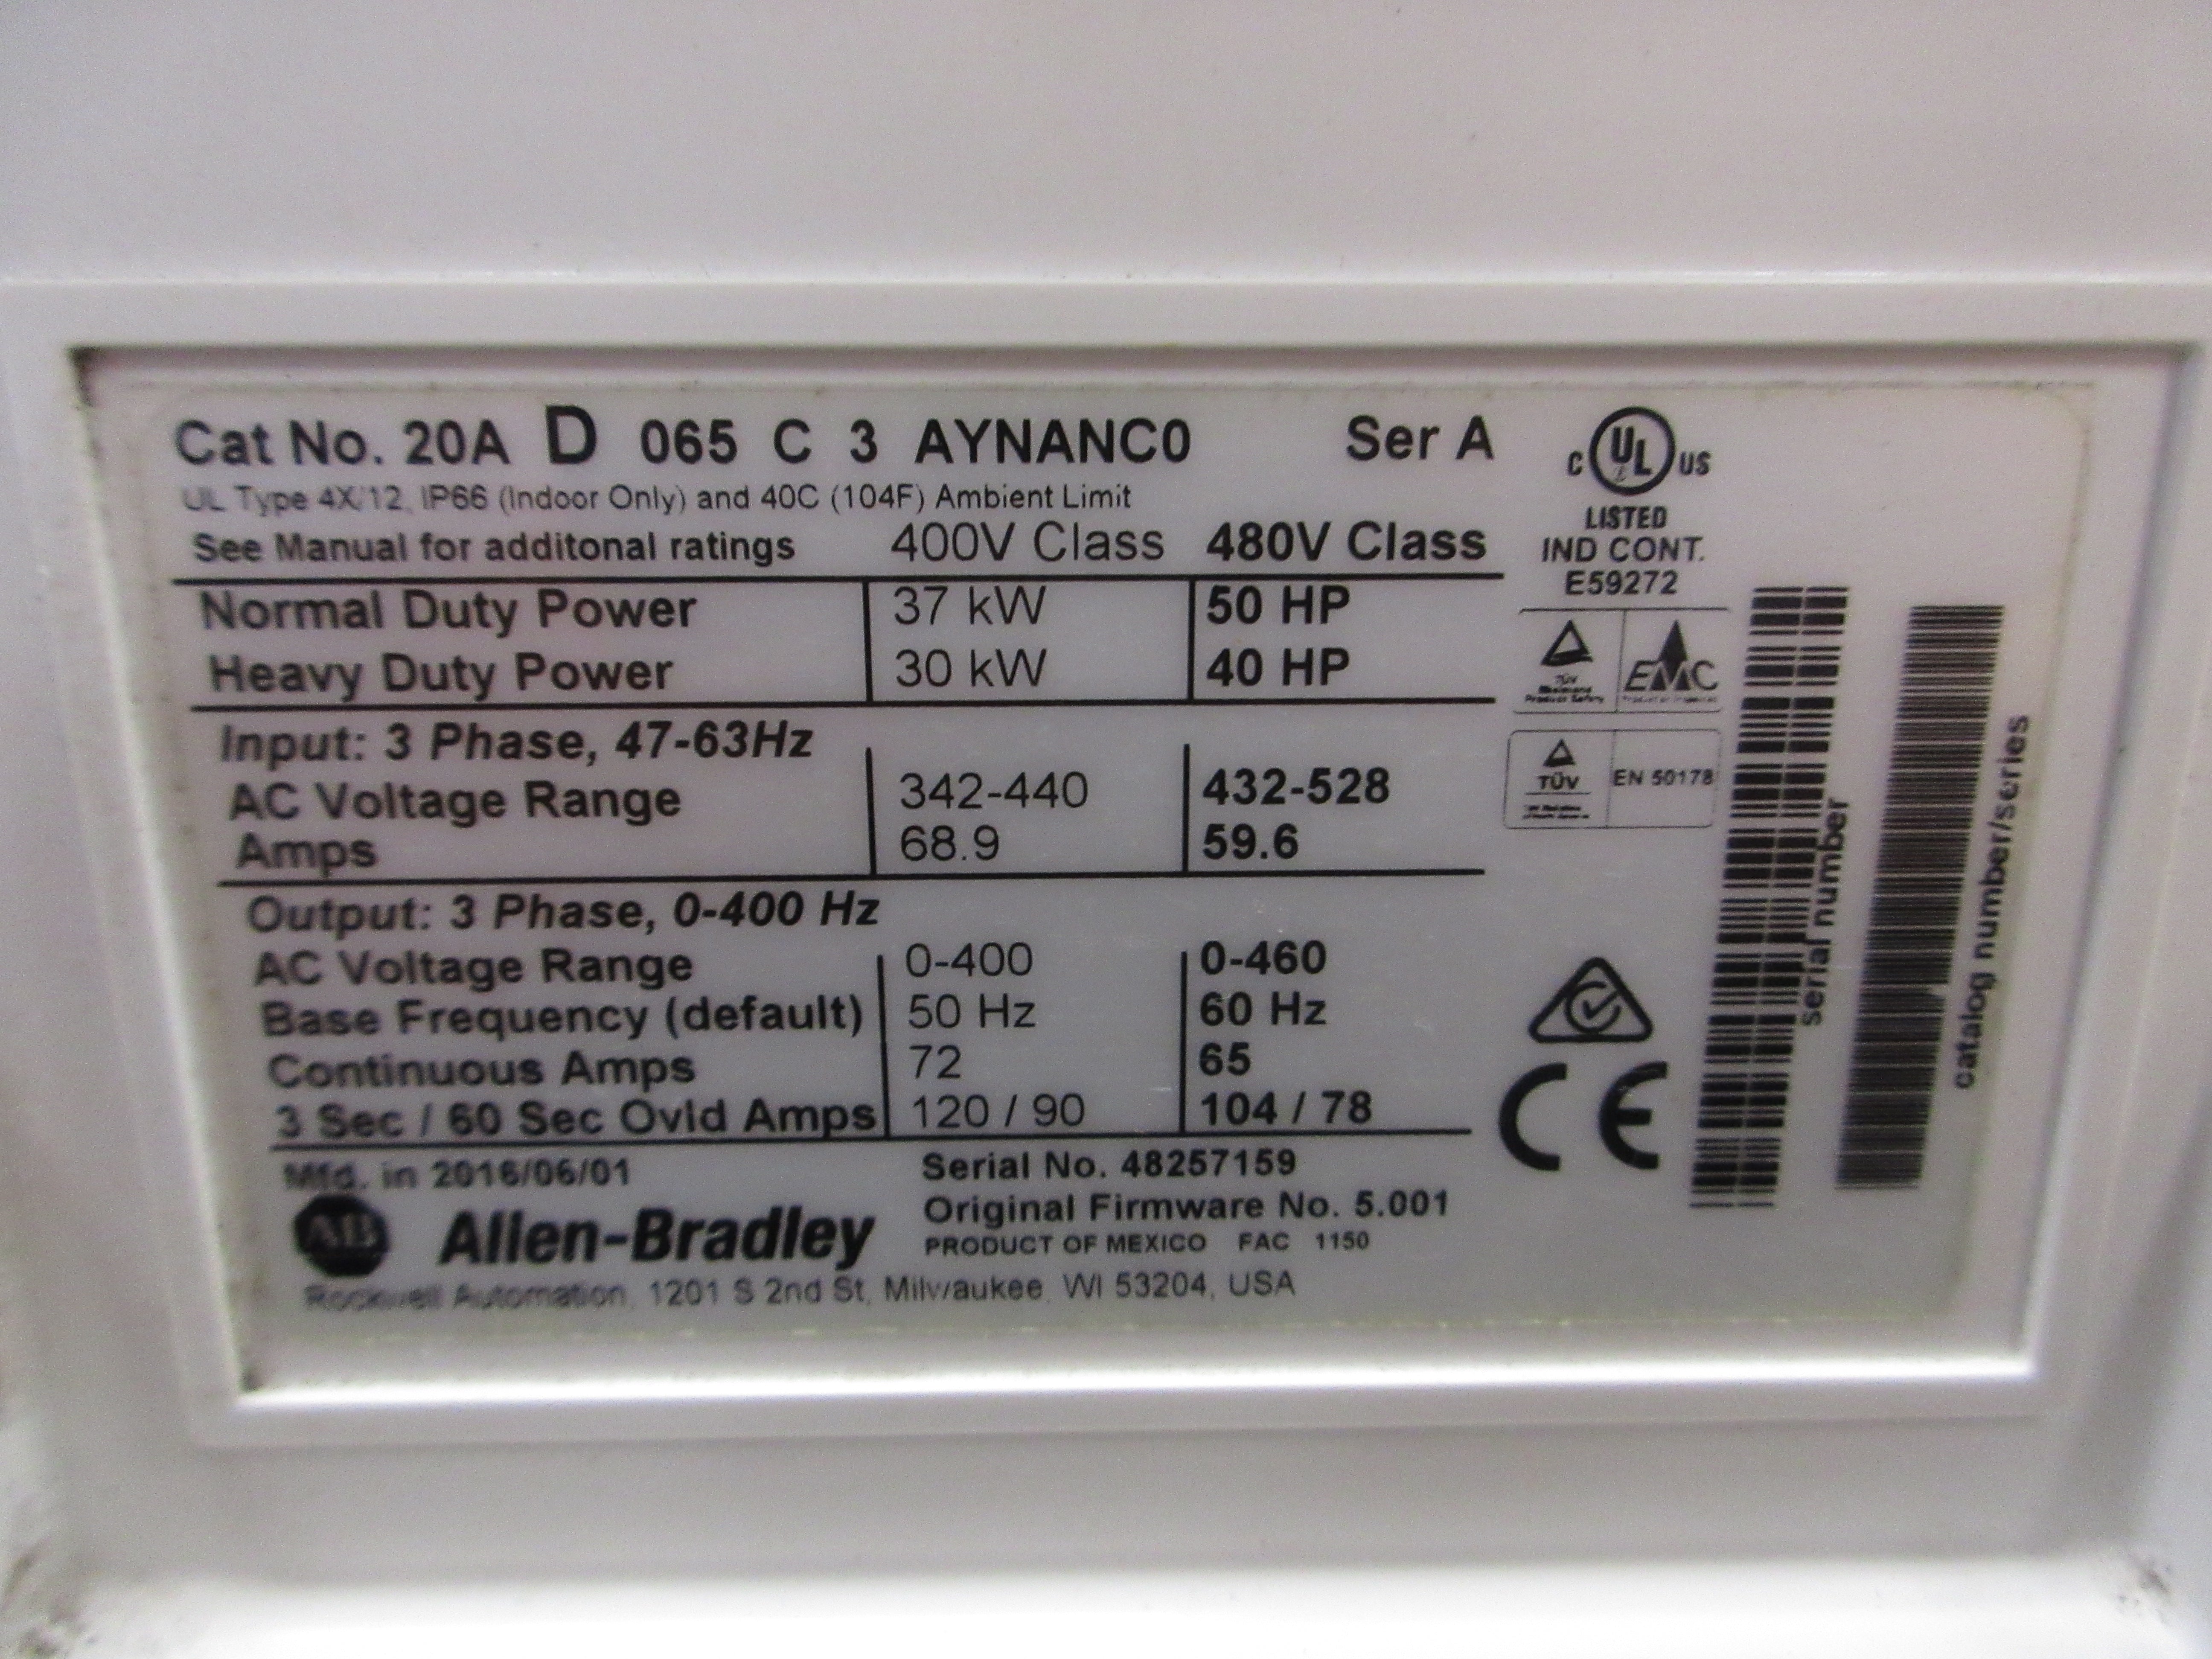 Cat No. 20A D 065 C 3 AYNANC0 Ser A
UL Type 4X/12, IP66 (Indoor Only) and 40C (104F) Ambient Limit
See Manual for additonal ratings 400V Class 480V Class
Normal Duty Power 37 kW 50 HP
Heavy Duty Power 30 kW 40 HP
Input: 3 Phase, 47-63Hz
AC Voltage Range 342-440 432-528
Amps 68.9 59.6
Output: 3 Phase, 0-400 Hz
AC Voltage Range 0-400 0-460
Base Frequency (default) 50 Hz 60 Hz
Continuous Amps 72 65
3 Sec / 60 Sec Ovld Amps 120 / 90 104 / 78
Mfd. in 2016/06/01
Serial No. 48257159
Original Firmware No. 5.001
AB Allen-Bradley
PRODUCT OF MEXICO FAC 1150
Rockwell Automation, 1201 S 2nd St, Milwaukee, WI 53204, USA
C UL US
LISTED
IND CONT.
E59272
TÜV
Rheinland
Product Safety
EMC
TÜV
EN 50178
CE
serial number
catalog number/series